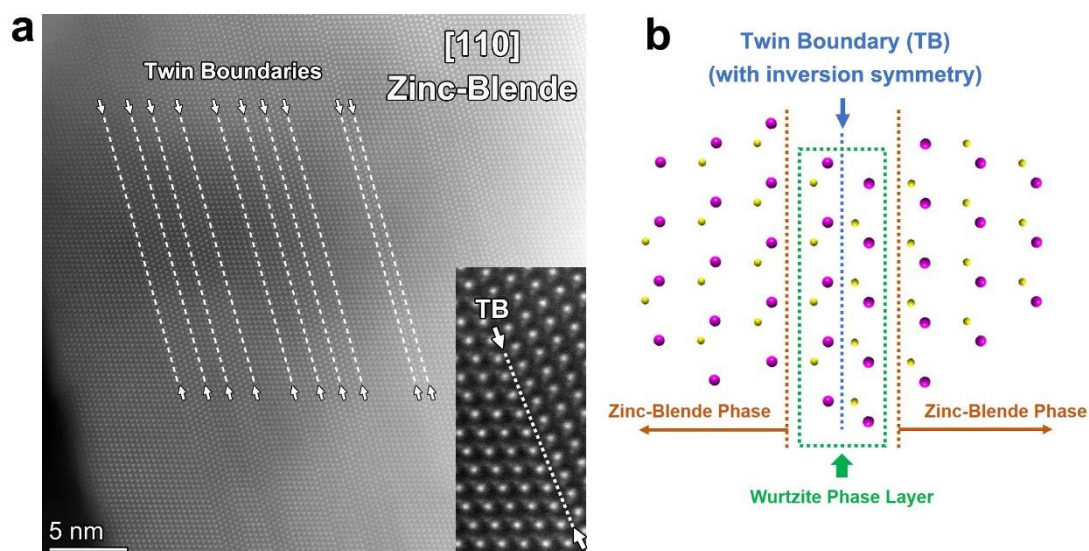 a
[110]
Zinc-Blende
Twin Boundaries
TB
5 nm
b
Twin Boundary (TB)
(with inversion symmetry)
Zinc-Blende Phase
Zinc-Blende Phase
Wurtzite Phase Layer